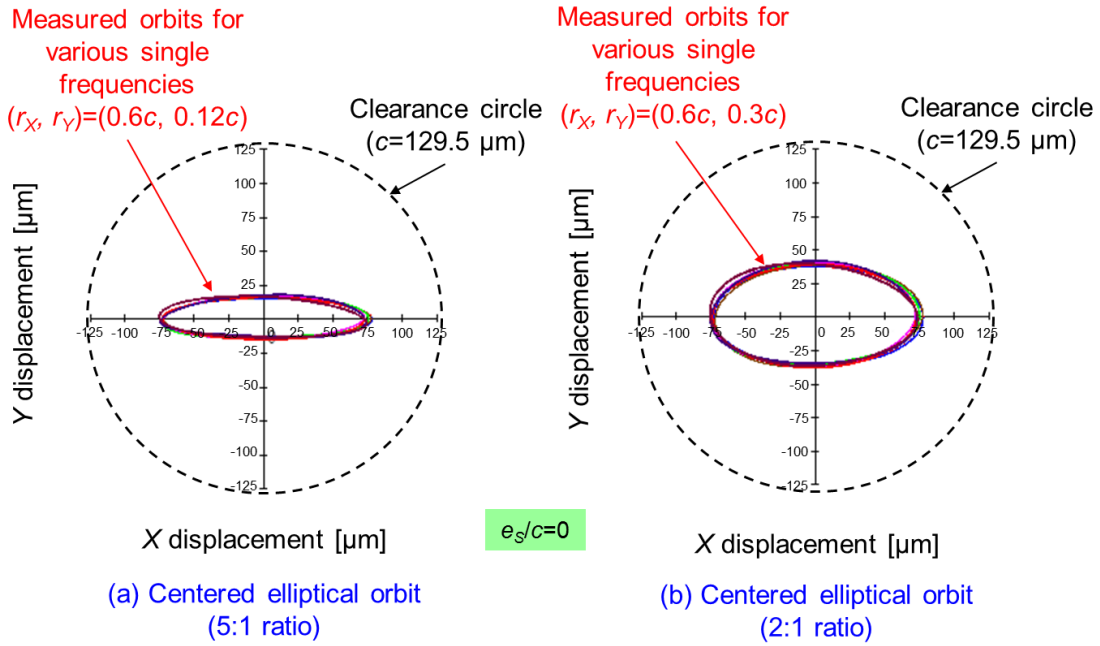 Measured orbits for
various single
frequencies
(rX, rY)=(0.6c, 0.12c)
Clearance circle
(c=129.5 μm)
Y displacement [μm]
125
100
75
50
25
0
-25
-50
-75
-100
-125
-125 -100 -75 -50 -25 0 25 50 75 100 125
X displacement [μm]
(a) Centered elliptical orbit
(5:1 ratio)
eS/c=0
Measured orbits for
various single
frequencies
(rX, rY)=(0.6c, 0.3c)
Clearance circle
(c=129.5 μm)
Y displacement [μm]
125
100
75
50
25
0
-25
-50
-75
-100
-125
-125 -100 -75 -50 -25 0 25 50 75 100 125
X displacement [μm]
(b) Centered elliptical orbit
(2:1 ratio)